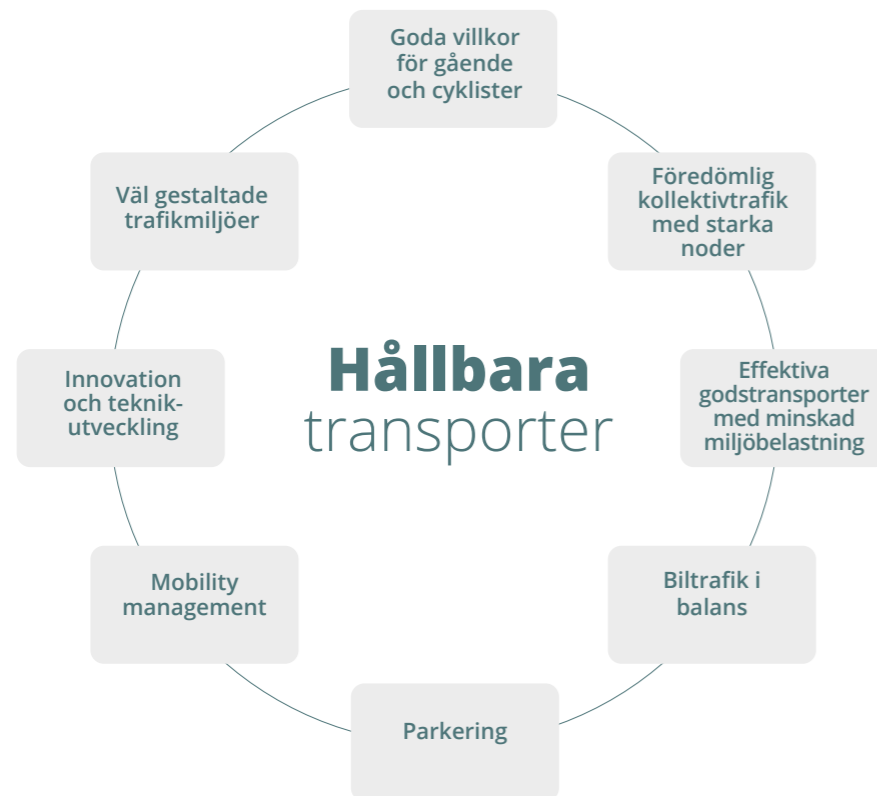 Goda villkor
för gående
och cyklister
Väl gestaltade
trafikmiljöer
Föredömlig
kollektivtrafik
med starka
noder
Hållbara
transporter
Innovation
och teknik-
utveckling
Effektiva
godstransporter
med minskad
miljöbelastning
Mobility
management
Biltrafik i
balans
Parkering